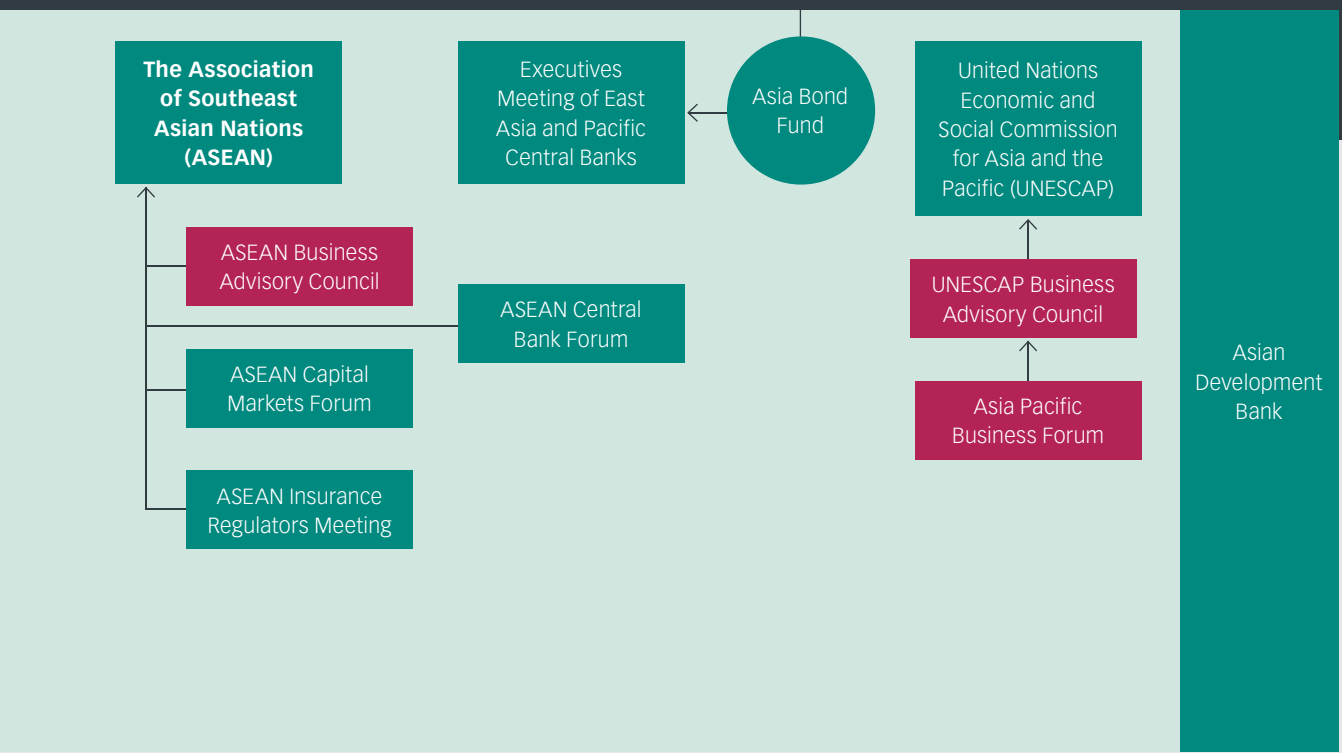 The Association
of Southeast
Asian Nations
(ASEAN)
Executives
Meeting of East
Asia and Pacific
Central Banks
Asia Bond
Fund
United Nations
Economic and
Social Commission
for Asia and the
Pacific (UNESCAP)
ASEAN Business
Advisory Council
ASEAN Central
Bank Forum
UNESCAP Business
Advisory Council
ASEAN Capital
Markets Forum
Asia Pacific
Business Forum
ASEAN Insurance
Regulators Meeting
Asian
Development
Bank